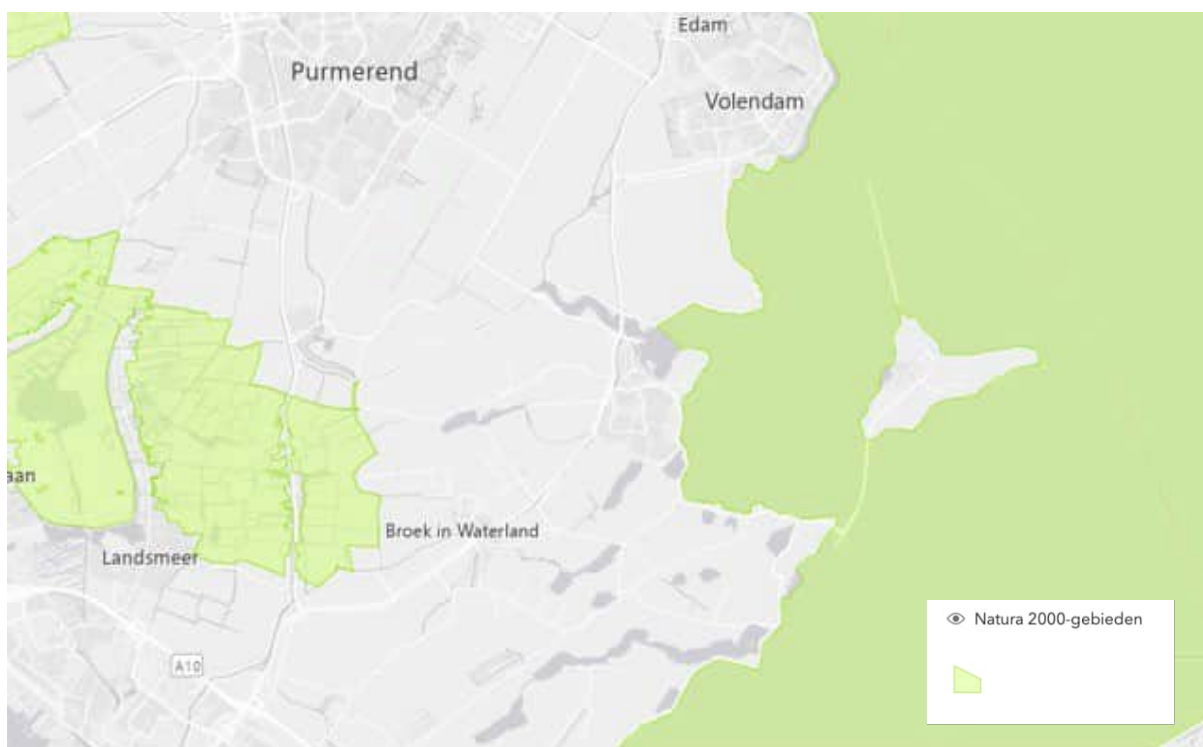 Edam
Purmerend
Volendam
aan
Broek in Waterland
Landsmeer
A10
Natura 2000-gebieden